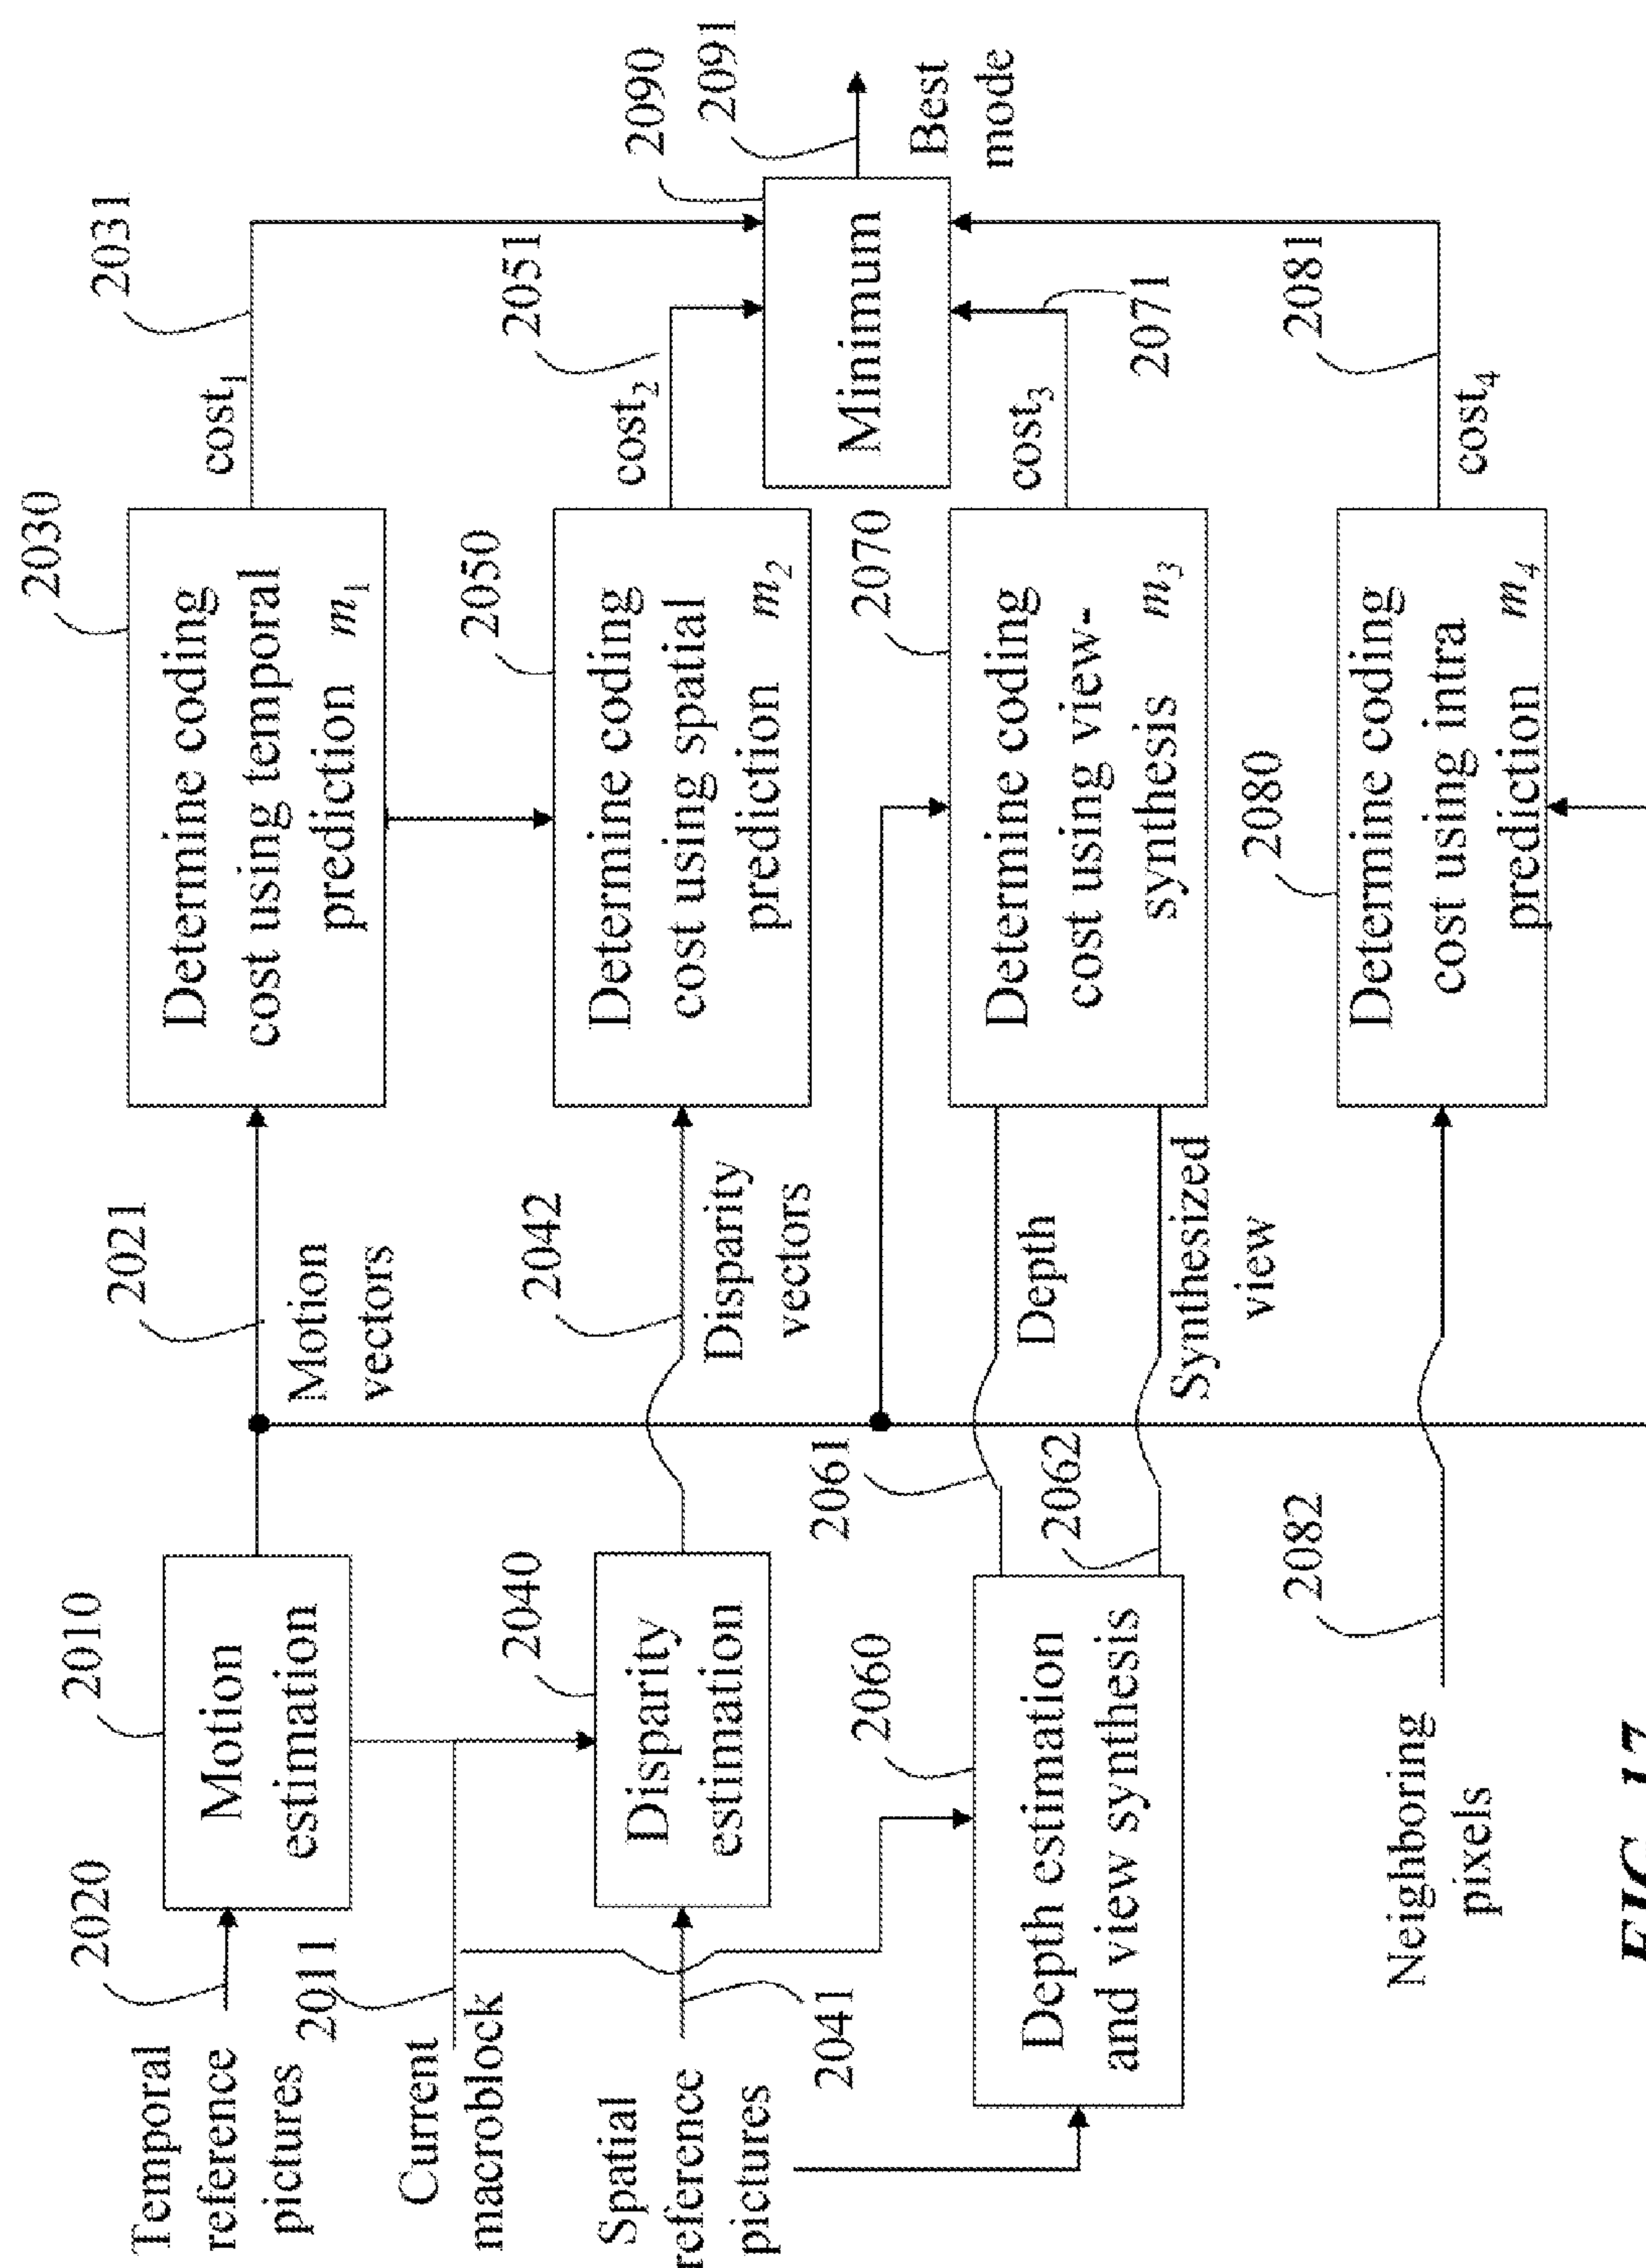 2010
Motion
estimation
2020
Temporal
reference
pictures
2011
Current
macroblock
2021
Motion
vectors
2030
Determine coding
cost using temporal
prediction m1
cost1
2031
2040
Disparity
estimation
Spatial
reference
pictures
2041
2042
Disparity
vectors
2050
Determine coding
cost using spatial
prediction m2
cost2
2051
2060
Depth estimation
and view synthesis
2061
Depth
2062
Synthesized
view
2070
Determine coding
cost using view-
synthesis m3
cost3
2071
Neighboring
pixels
2082
2080
Determine coding
cost using intra
prediction m4
cost4
2081
2090
Minimum
2091
Best
mode
FIG. 17